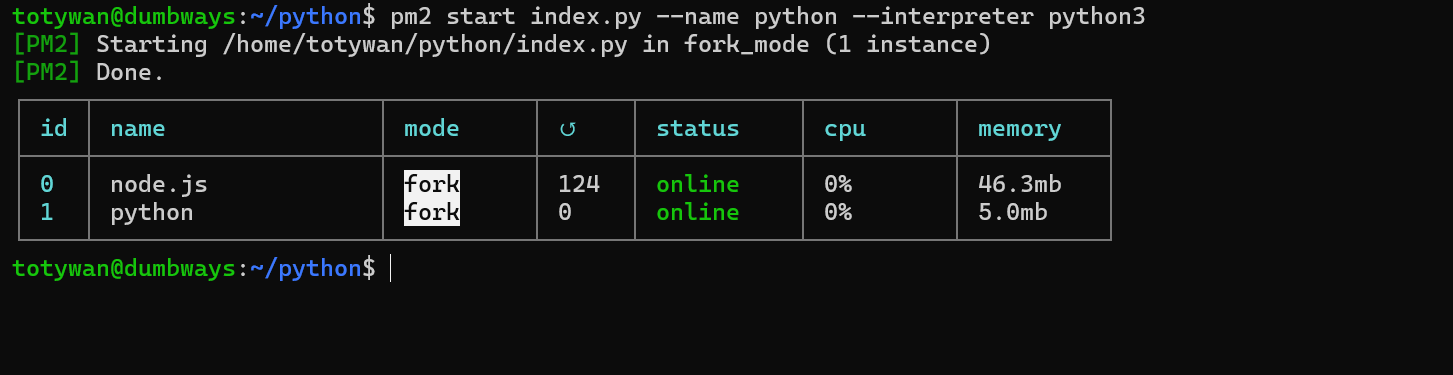 totywan@dumbways:~/python$ pm2 start index.py --name python --interpreter python3
[PM2] Starting /home/totywan/python/index.py in fork_mode (1 instance)
[PM2] Done.
id name mode ↺ status cpu memory
0 node.js fork 124 online 0% 46.3mb
1 python fork 0 online 0% 5.0mb
totywan@dumbways:~/python$